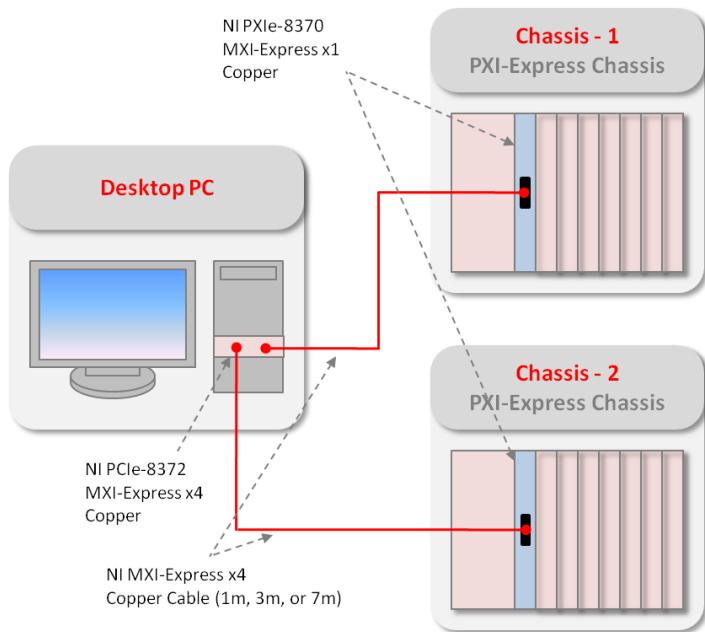 NI PXIe-8370
MXI-Express x1
Copper
Chassis - 1
PXI-Express Chassis
Desktop PC
Chassis - 2
PXI-Express Chassis
NI PCIe-8372
MXI-Express x4
Copper
NI MXI-Express x4
Copper Cable (1m, 3m, or 7m)